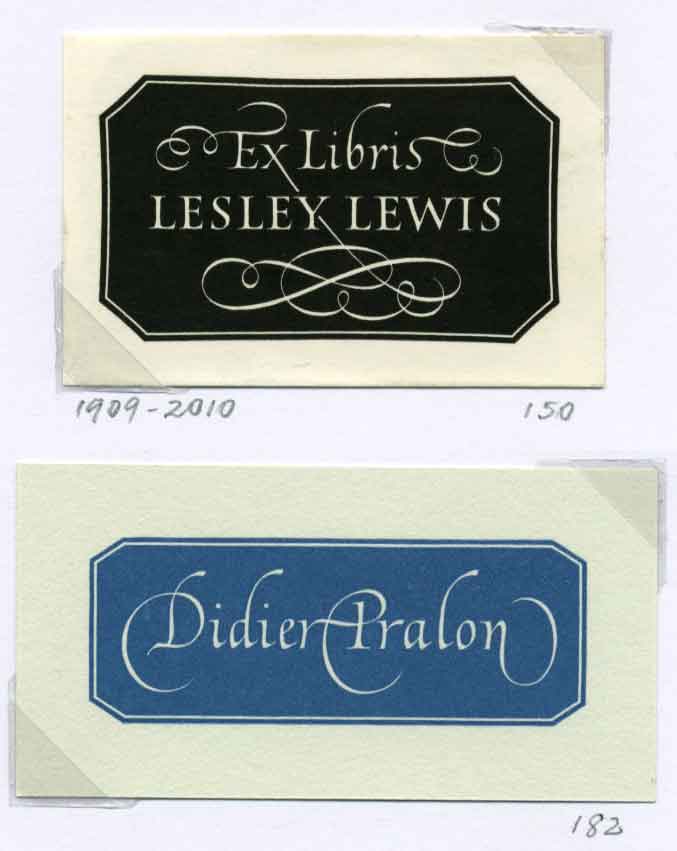 Ex Libris
LESLEY LEWIS
1909-2010 150
Didier Pralon
182